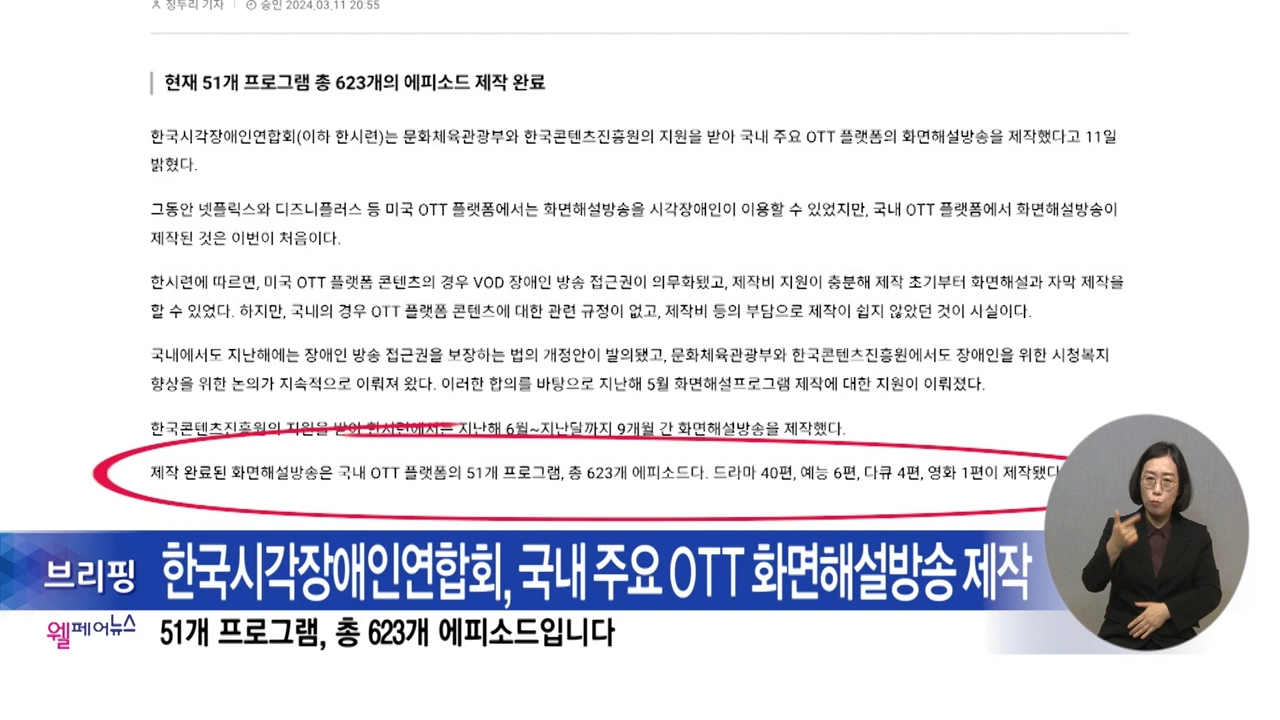 정두리 기자 | 승인 2024.03.11 20:55
현재 51개 프로그램 총 623개의 에피소드 제작 완료
한국시각장애인연합회(이하 한시련)는 문화체육관광부와 한국콘텐츠진흥원의 지원을 받아 국내 주요 OTT 플랫폼의 화면해설방송을 제작했다고 11일
밝혔다.
그동안 넷플릭스와 디즈니플러스 등 미국 OTT 플랫폼에서는 화면해설방송을 시각장애인이 이용할 수 있었지만, 국내 OTT 플랫폼에서 화면해설방송이
제작된 것은 이번이 처음이다.
한시련에 따르면, 미국 OTT 플랫폼 콘텐츠의 경우 VOD 장애인 방송 접근권이 의무화됐고, 제작비 지원이 충분해 제작 초기부터 화면해설과 자막 제작을
할 수 있었다. 하지만, 국내의 경우 OTT 플랫폼 콘텐츠에 대한 관련 규정이 없고, 제작비 등의 부담으로 제작이 쉽지 않았던 것이 사실이다.
국내에서도 지난해에는 장애인 방송 접근권을 보장하는 법의 개정안이 발의됐고, 문화체육관광부와 한국콘텐츠진흥원에서도 장애인을 위한 시청복지
향상을 위한 논의가 지속적으로 이뤄져 왔다. 이러한 합의를 바탕으로 지난해 5월 화면해설프로그램 제작에 대한 지원이 이뤄졌다.
한국콘텐츠진흥원의 지원을 받아 한시련에서는 지난해 6월~지난달까지 9개월 간 화면해설방송을 제작했다.
제작 완료된 화면해설방송은 국내 OTT 플랫폼의 51개 프로그램, 총 623개 에피소드다. 드라마 40편, 예능 6편, 다큐 4편, 영화 1편이 제작됐다
브리핑 한국시각장애인연합회, 국내 주요 OTT 화면해설방송 제작
웰페어뉴스 51개 프로그램, 총 623개 에피소드입니다